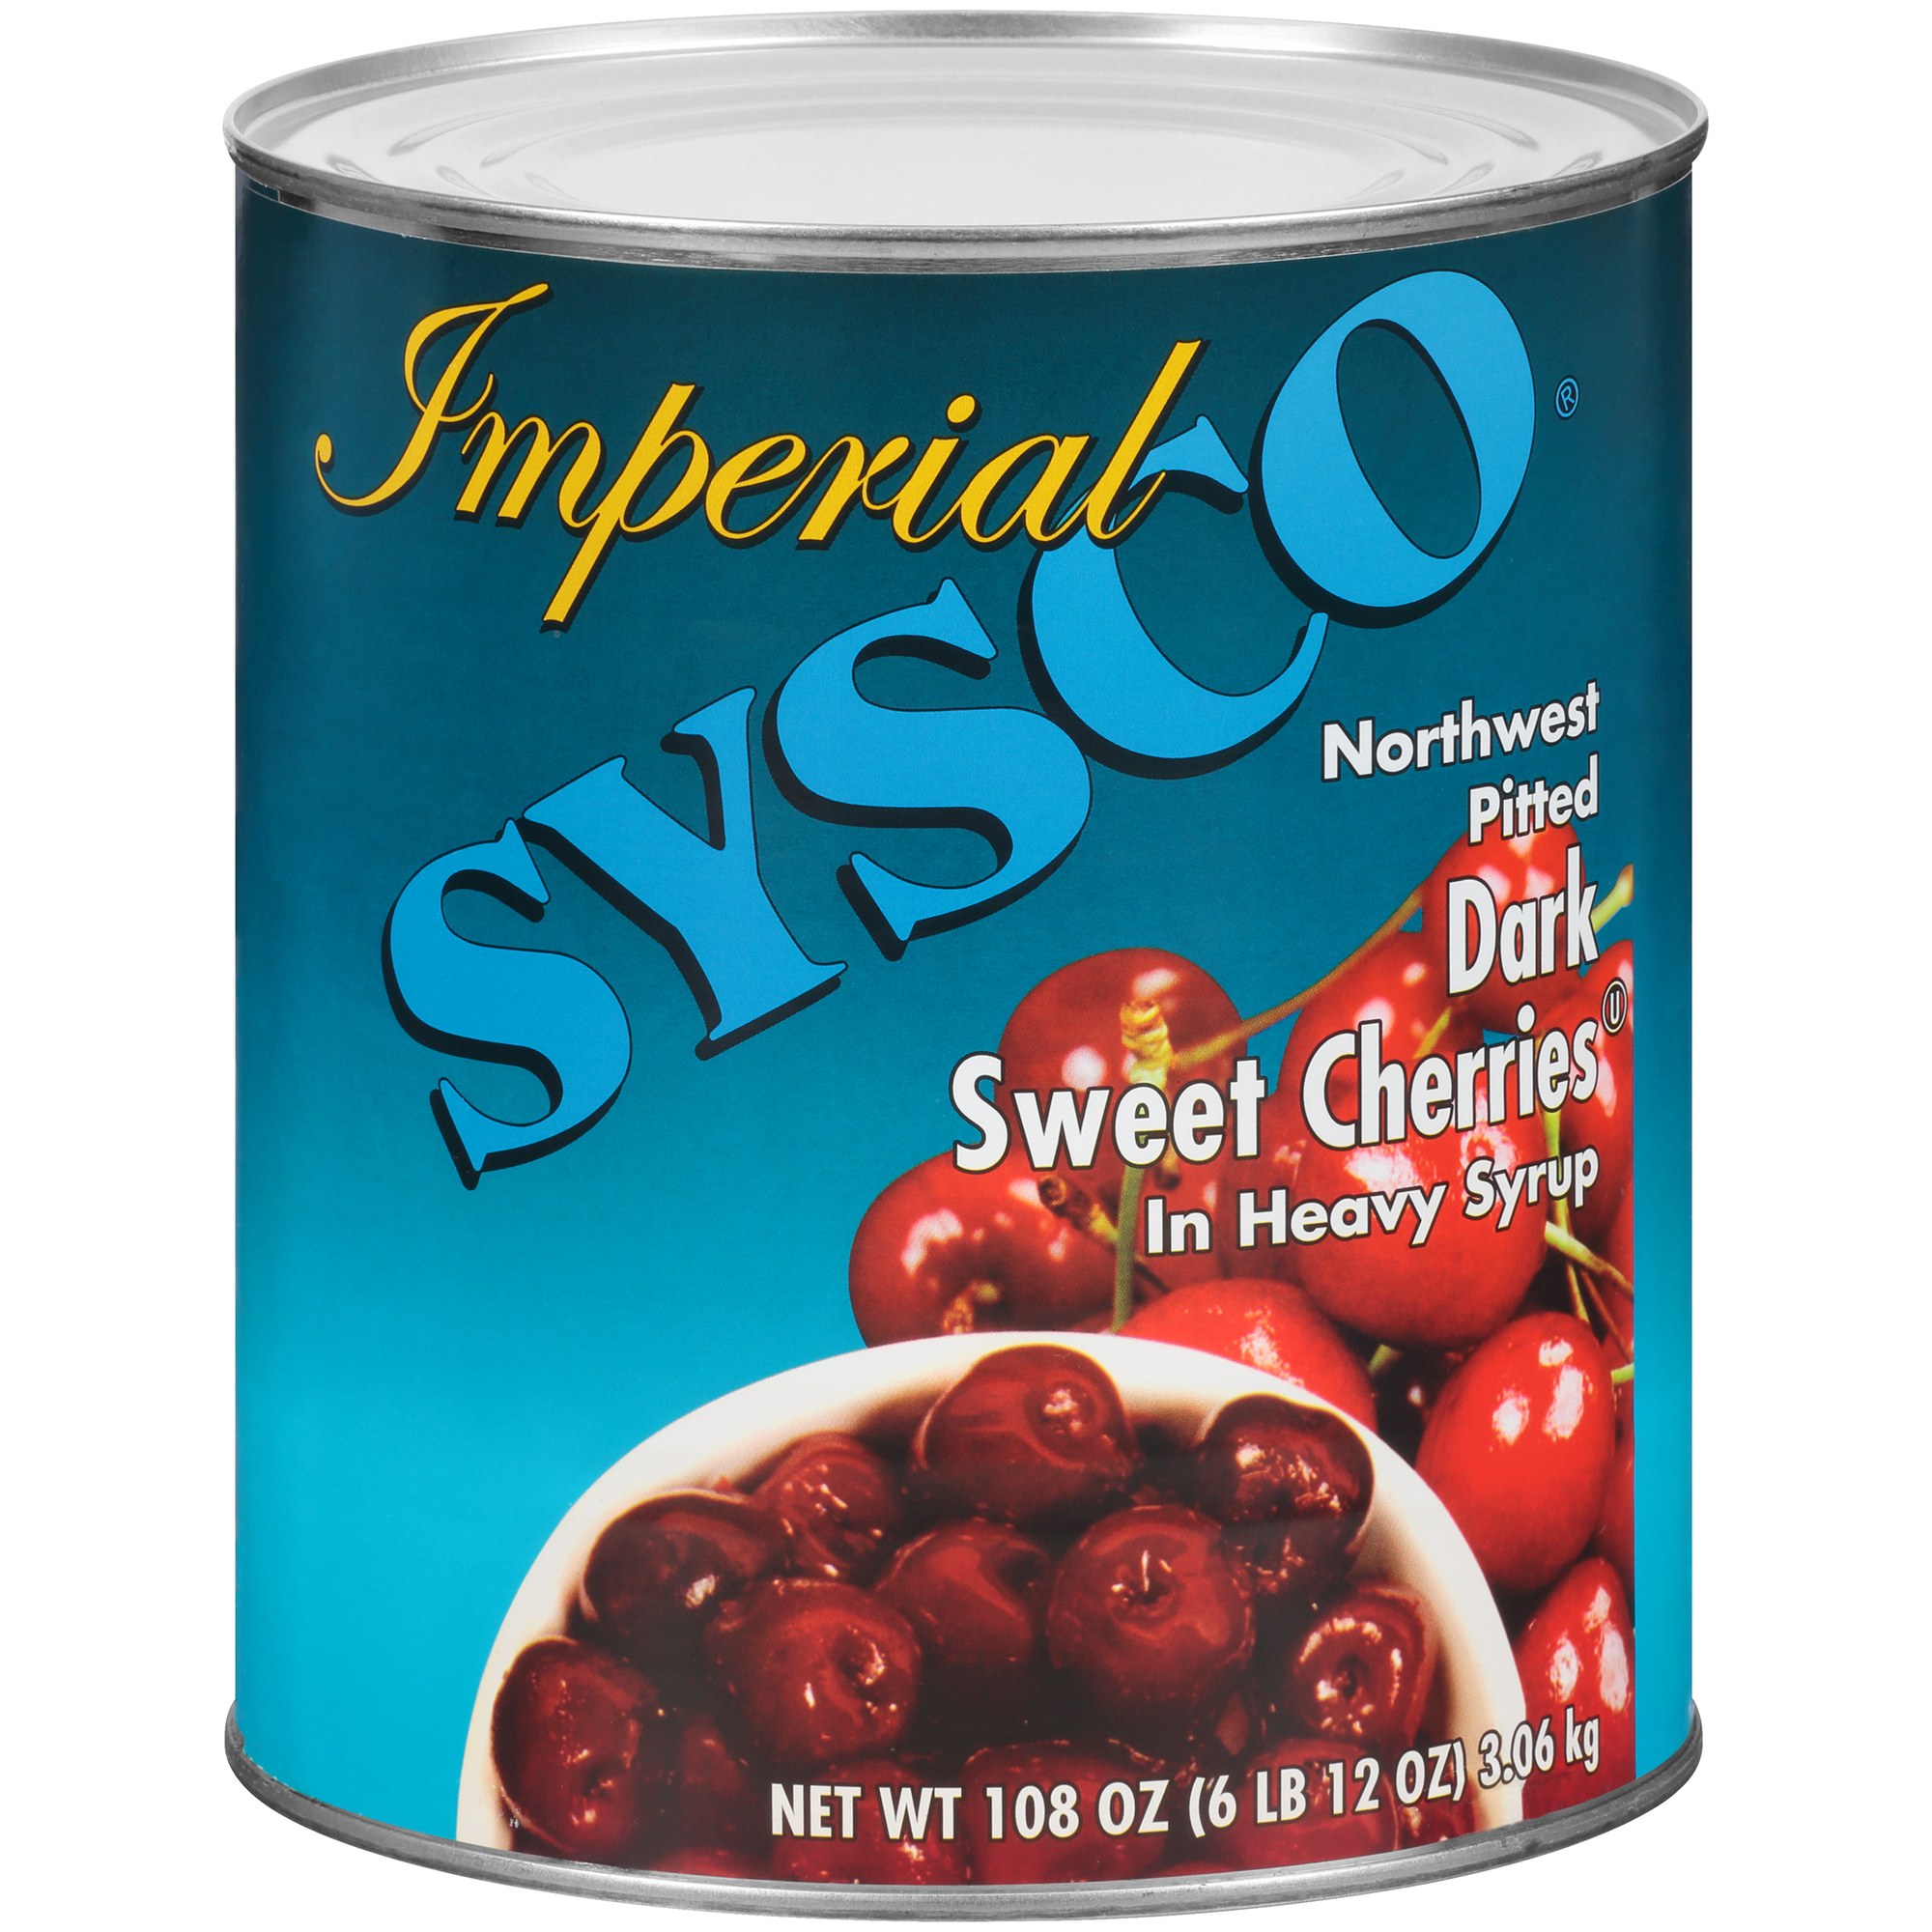 Imperial
SYSCO®
Northwest
Pitted
Dark
Sweet Cherries Ⓤ
In Heavy Syrup
NET WT 108 OZ (6 LB 12 OZ) 3.06 kg